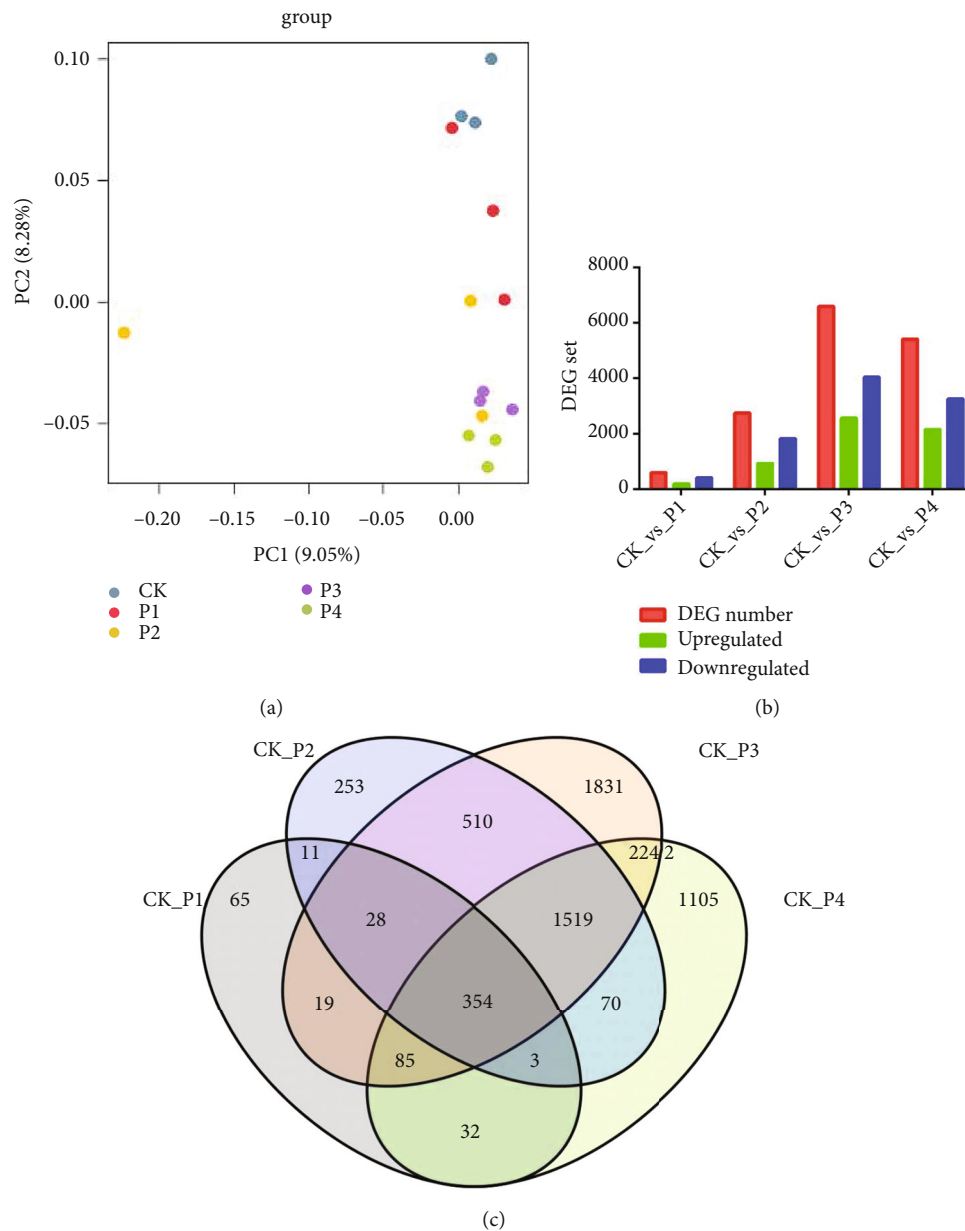 group
0.10
0.05
0.00
−0.05
PC2 (8.28%)
−0.20 −0.15 −0.10 −0.05 0.00
PC1 (9.05%)
CK
P1
P2
P3
P4
(a)
8000
6000
4000
2000
0
DEG set
CK_vs_P1
CK_vs_P2
CK_vs_P3
CK_vs_P4
DEG number
Upregulated
Downregulated
(b)
CK_P2
CK_P3
253
1831
510
11
2242
CK_P1
65
28
1519
1105
CK_P4
19
354
70
85
3
32
(c)